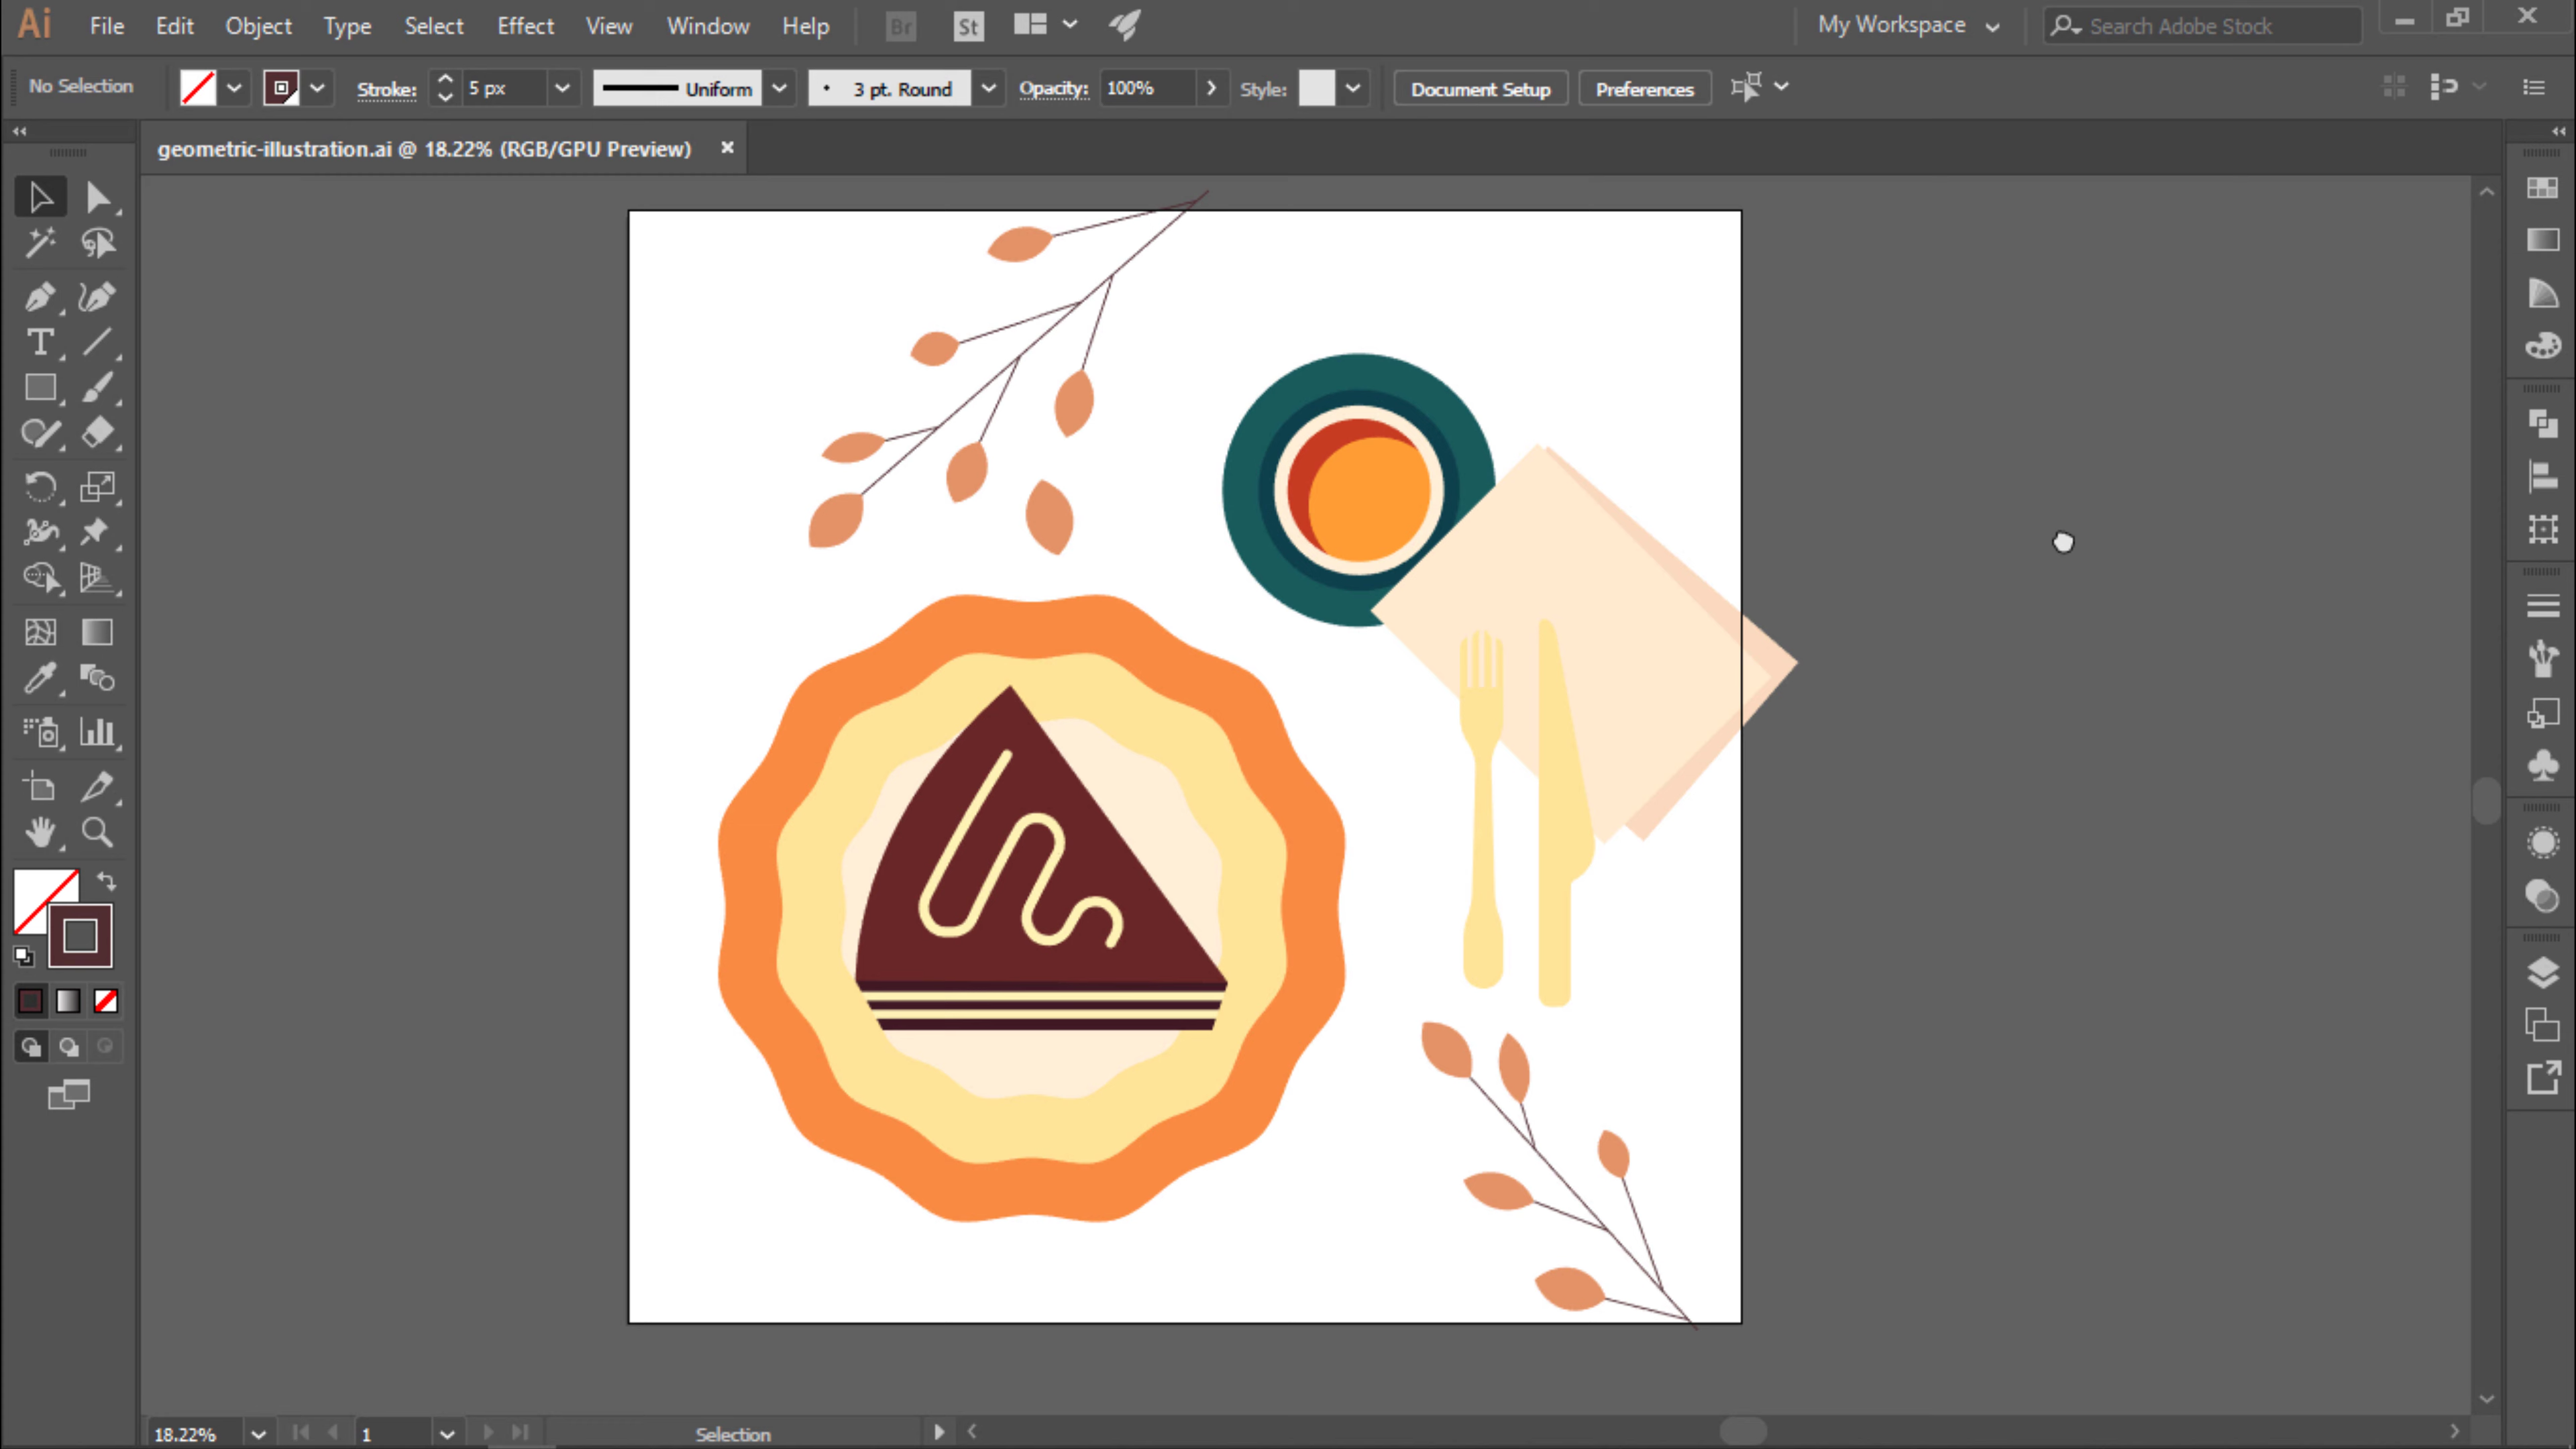 Ai File Edit Object Type Select Effect View Window Help Br St My Workspace Search Adobe Stock
No Selection Stroke: 5 px Uniform 3 pt. Round Opacity: 100% Style: Document Setup Preferences
geometric-illustration.ai @ 18.22% (RGB/GPU Preview)
18.22% 1 Selection